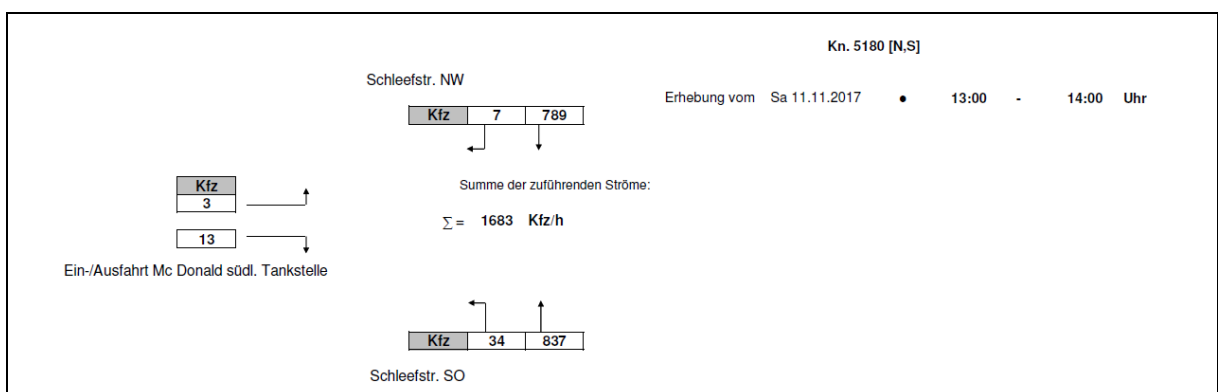 Kn. 5180 [N,S]
Schleefstr. NW
Erhebung vom Sa 11.11.2017 • 13:00 - 14:00 Uhr
Kfz 7 789
Kfz
3
Summe der zuführenden Ströme:
∑ = 1683 Kfz/h
13
Ein-/Ausfahrt Mc Donald südl. Tankstelle
Kfz 34 837
Schleefstr. SO